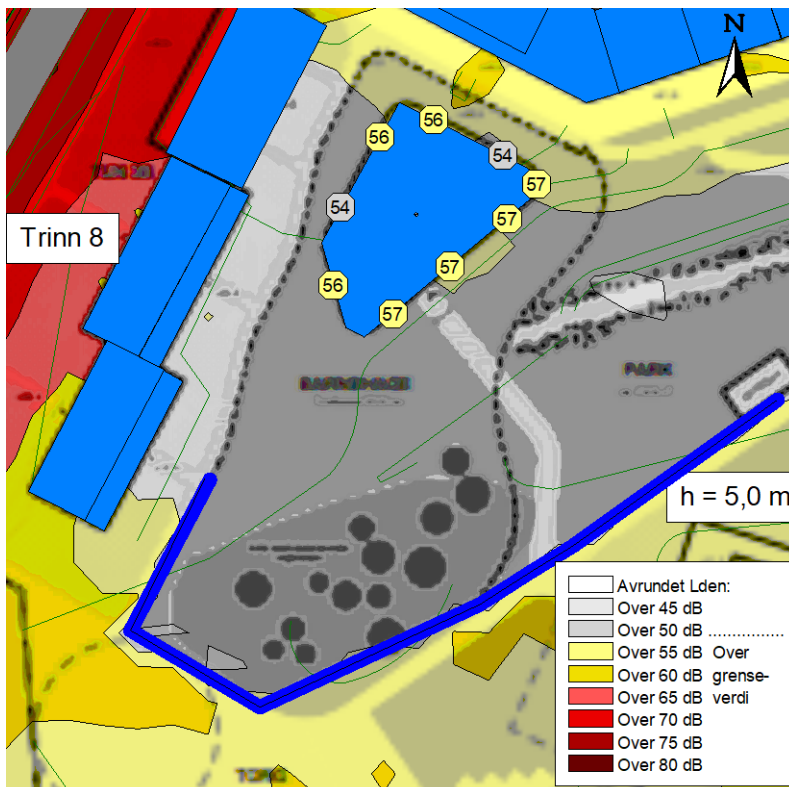 N
56
56
54
57
54
57
Trinn 8
57
56
57
BARNEHAGE
PARK
h = 5,0 m
Avrundet Lden:
Over 45 dB
Over 50 dB ................
Over 55 dB Over
Over 60 dB grense-
Over 65 dB verdi
Over 70 dB
Over 75 dB
Over 80 dB
TORG